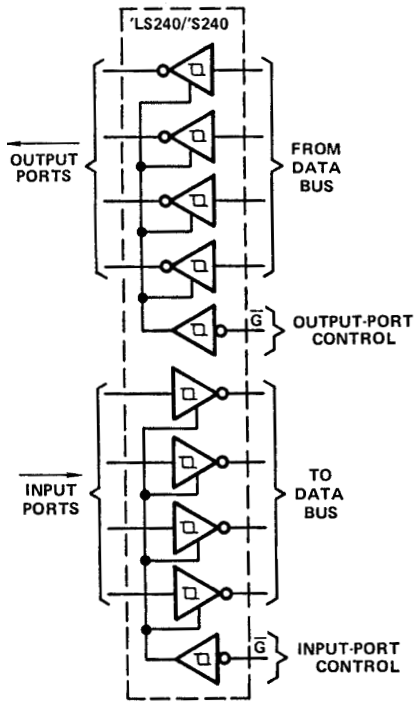 'LS240/'S240
OUTPUT
PORTS
FROM
DATA
BUS
G̅
OUTPUT-PORT
CONTROL
INPUT
PORTS
TO
DATA
BUS
G̅
INPUT-PORT
CONTROL